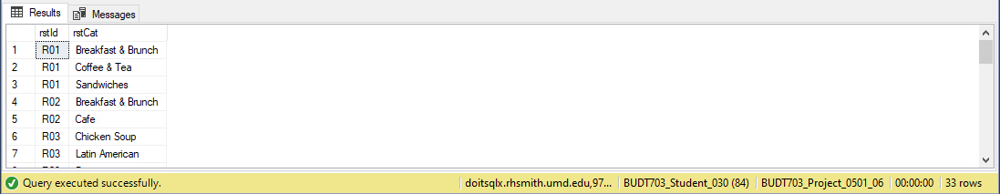 Results Messages
rstId rstCat
1 R01 Breakfast & Brunch
2 R01 Coffee & Tea
3 R01 Sandwiches
4 R02 Breakfast & Brunch
5 R02 Cafe
6 R03 Chicken Soup
7 R03 Latin American
Query executed successfully. doitsqlx.rhsmith.umd.edu,97... BUDT703_Student_030 (84) BUDT703_Project_0501_06 00:00:00 33 rows